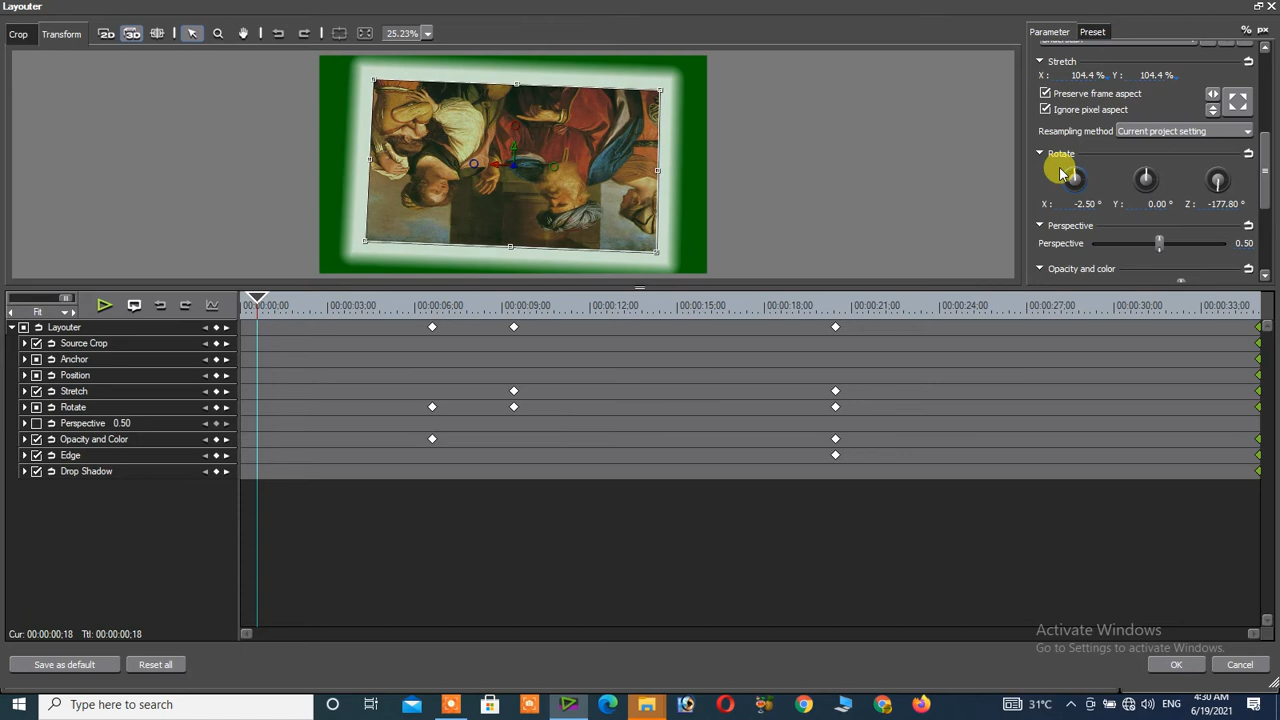 Layouter
Crop Transform 2D 3D 25.23% Parameter Preset % px
Stretch
X : 104.4 % Y : 104.4 %
Preserve frame aspect
Ignore pixel aspect
Resampling method Current project setting
Rotate
X : -2.50 ° Y : 0.00 ° Z : -177.80 °
Perspective
Perspective 0.50
Opacity and color
Fit 00:00:00;00 00:00:03;00 00:00:06;00 00:00:09;00 00:00:12;00 00:00:15;00 00:00:18;00 00:00:21;00 00:00:24;00 00:00:27;00 00:00:30;00 00:00:33;00
Layouter
Source Crop
Anchor
Position
Stretch
Rotate
Perspective 0.50
Opacity and Color
Edge
Drop Shadow
Cur: 00:00:00;18 Ttl: 00:00:00;18
Activate Windows
Go to Settings to activate Windows.
Save as default Reset all OK Cancel
Type here to search 31°C ENG 4:30 AM
6/19/2021